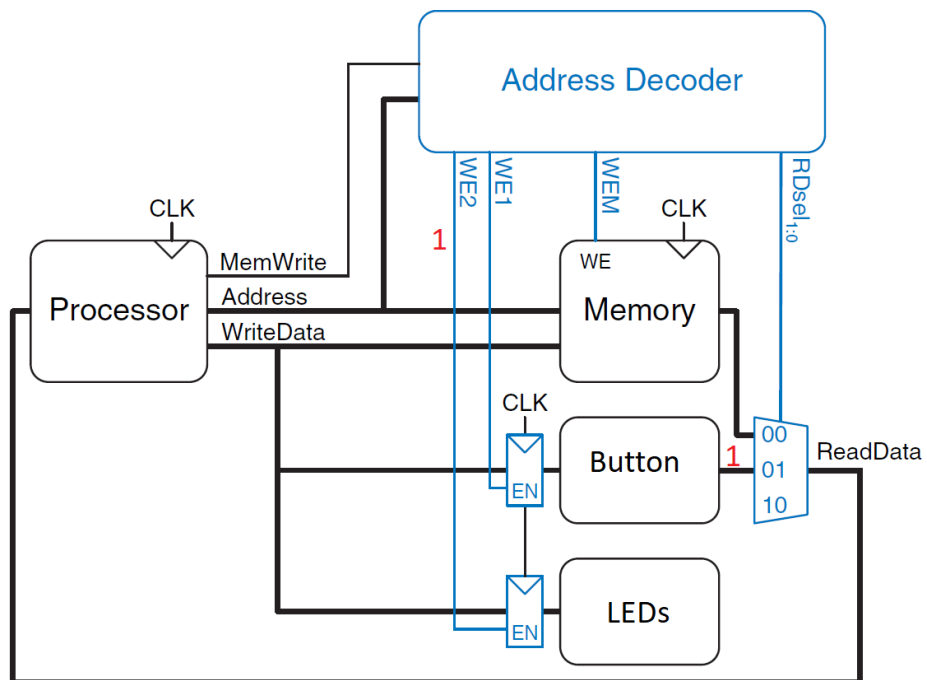 Address Decoder
WE2
WE1
WEM
RDsel1:0
1
CLK
CLK
MemWrite
WE
Processor
Address
Memory
WriteData
CLK
00
Button
1
01
ReadData
EN
10
LEDs
EN